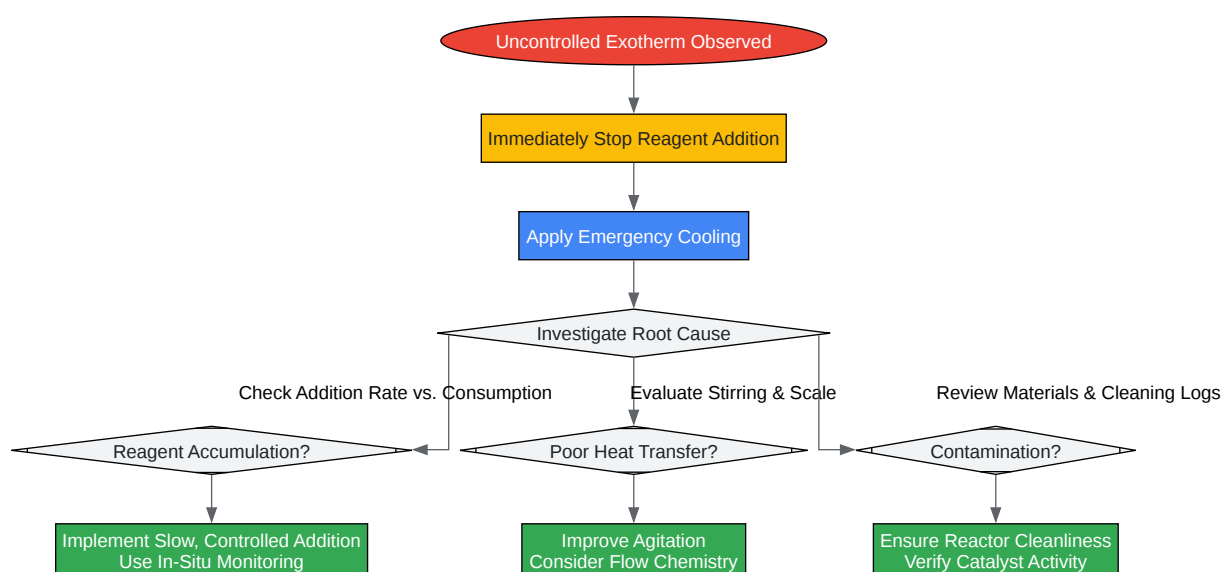 Uncontrolled Exotherm Observed
Immediately Stop Reagent Addition
Apply Emergency Cooling
Investigate Root Cause
Check Addition Rate vs. Consumption
Evaluate Stirring & Scale
Review Materials & Cleaning Logs
Reagent Accumulation?
Poor Heat Transfer?
Contamination?
Implement Slow, Controlled Addition
Use In-Situ Monitoring
Improve Agitation
Consider Flow Chemistry
Ensure Reactor Cleanliness
Verify Catalyst Activity